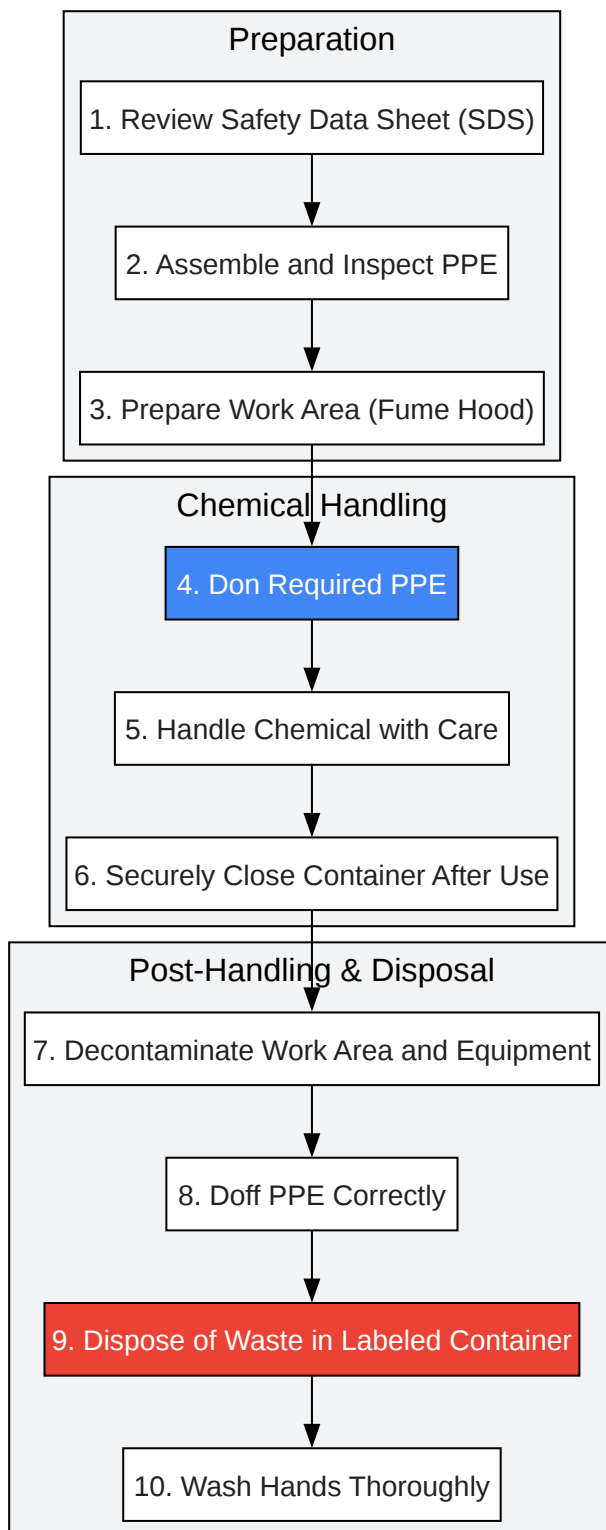 Preparation
1. Review Safety Data Sheet (SDS)
2. Assemble and Inspect PPE
3. Prepare Work Area (Fume Hood)
Chemical Handling
4. Don Required PPE
5. Handle Chemical with Care
6. Securely Close Container After Use
Post-Handling & Disposal
7. Decontaminate Work Area and Equipment
8. Doff PPE Correctly
9. Dispose of Waste in Labeled Container
10. Wash Hands Thoroughly